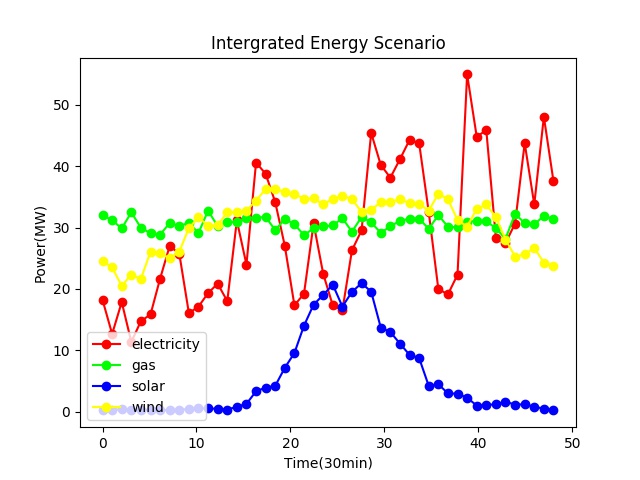 Intergrated Energy Scenario
Power(MW)
50
40
30
20
10
0
electricity
gas
solar
wind
0 10 20 30 40 50
Time(30min)